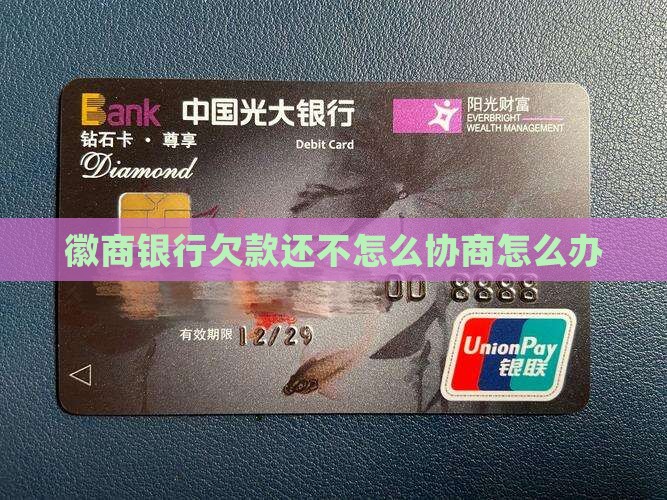 Bank 中国光大银行
阳光财富
EVERBRIGHT
WEALTH MANAGEMENT
钻石卡·尊享
Debit Card
Diamond
徽商银行欠款还不怎么协商怎么办
00 8888
有效期限 12/29
UnionPay
银联